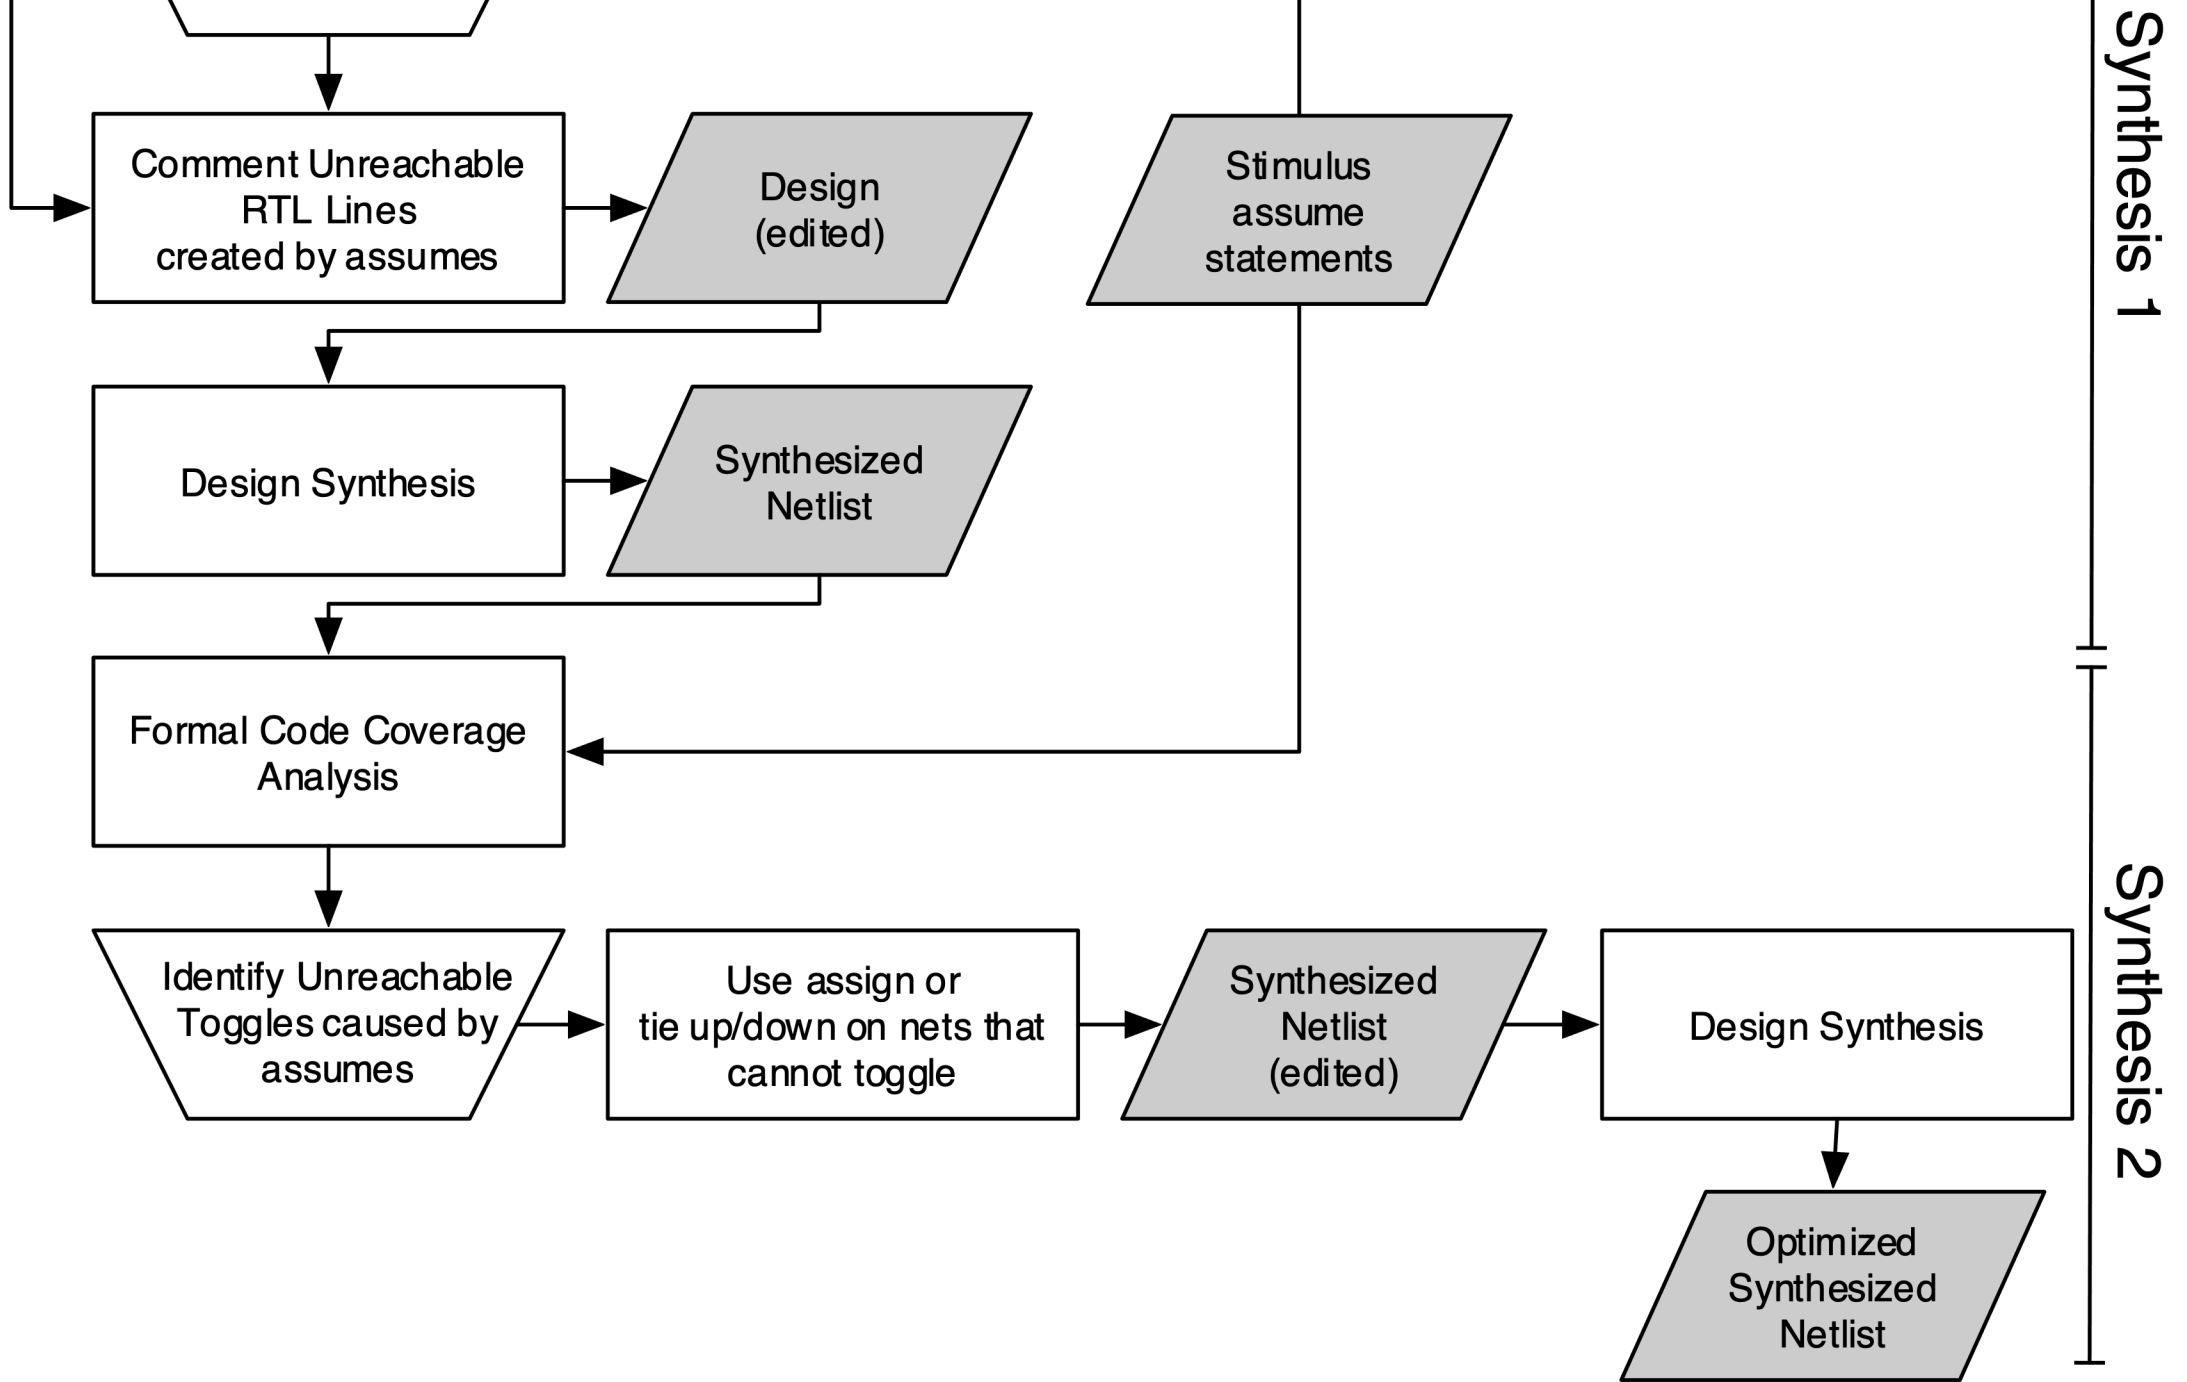 Synthesis 1
Comment Unreachable
RTL Lines
created by assumes
Design
(edited)
Stimulus
assume
statements
Design Synthesis
Synthesized
Netlist
Formal Code Coverage
Analysis
Synthesis 2
Identify Unreachable
Toggles caused by
assumes
Use assign or
tie up/down on nets that
cannot toggle
Synthesized
Netlist
(edited)
Design Synthesis
Optimized
Synthesized
Netlist